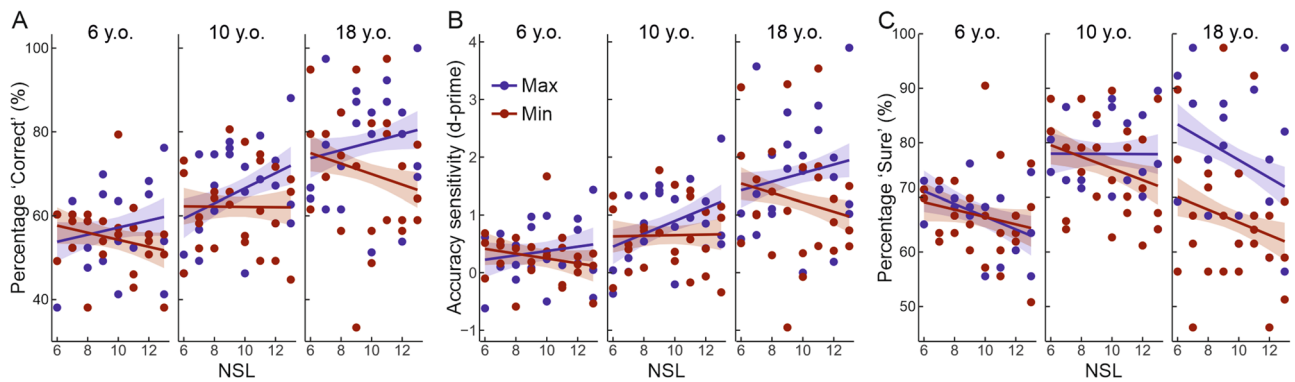 A
6 y.o.
10 y.o.
18 y.o.
Percentage ‘Correct’ (%)
100
80
60
40
6 8 10 12
6 8 10 12
6 8 10 12
NSL
B
6 y.o.
10 y.o.
18 y.o.
Max
Min
Accuracy sensitivity (d-prime)
4
3
2
1
0
−1
6 8 10 12
6 8 10 12
6 8 10 12
NSL
C
6 y.o.
10 y.o.
18 y.o.
Percentage ‘Sure’ (%)
100
90
80
70
60
50
6 8 10 12
6 8 10 12
6 8 10 12
NSL